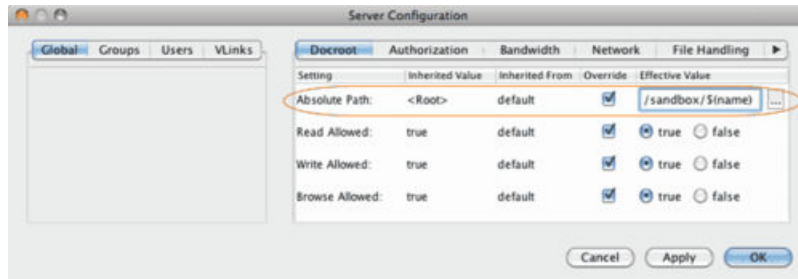 Server Configuration
Global Groups Users VLinks
Docroot Authorization Bandwidth Network File Handling
Setting Inherited Value Inherited From Override Effective Value
Absolute Path: <Root> default /sandbox/$(name) ...
Read Allowed: true default true false
Write Allowed: true default true false
Browse Allowed: true default true false
Cancel Apply OK